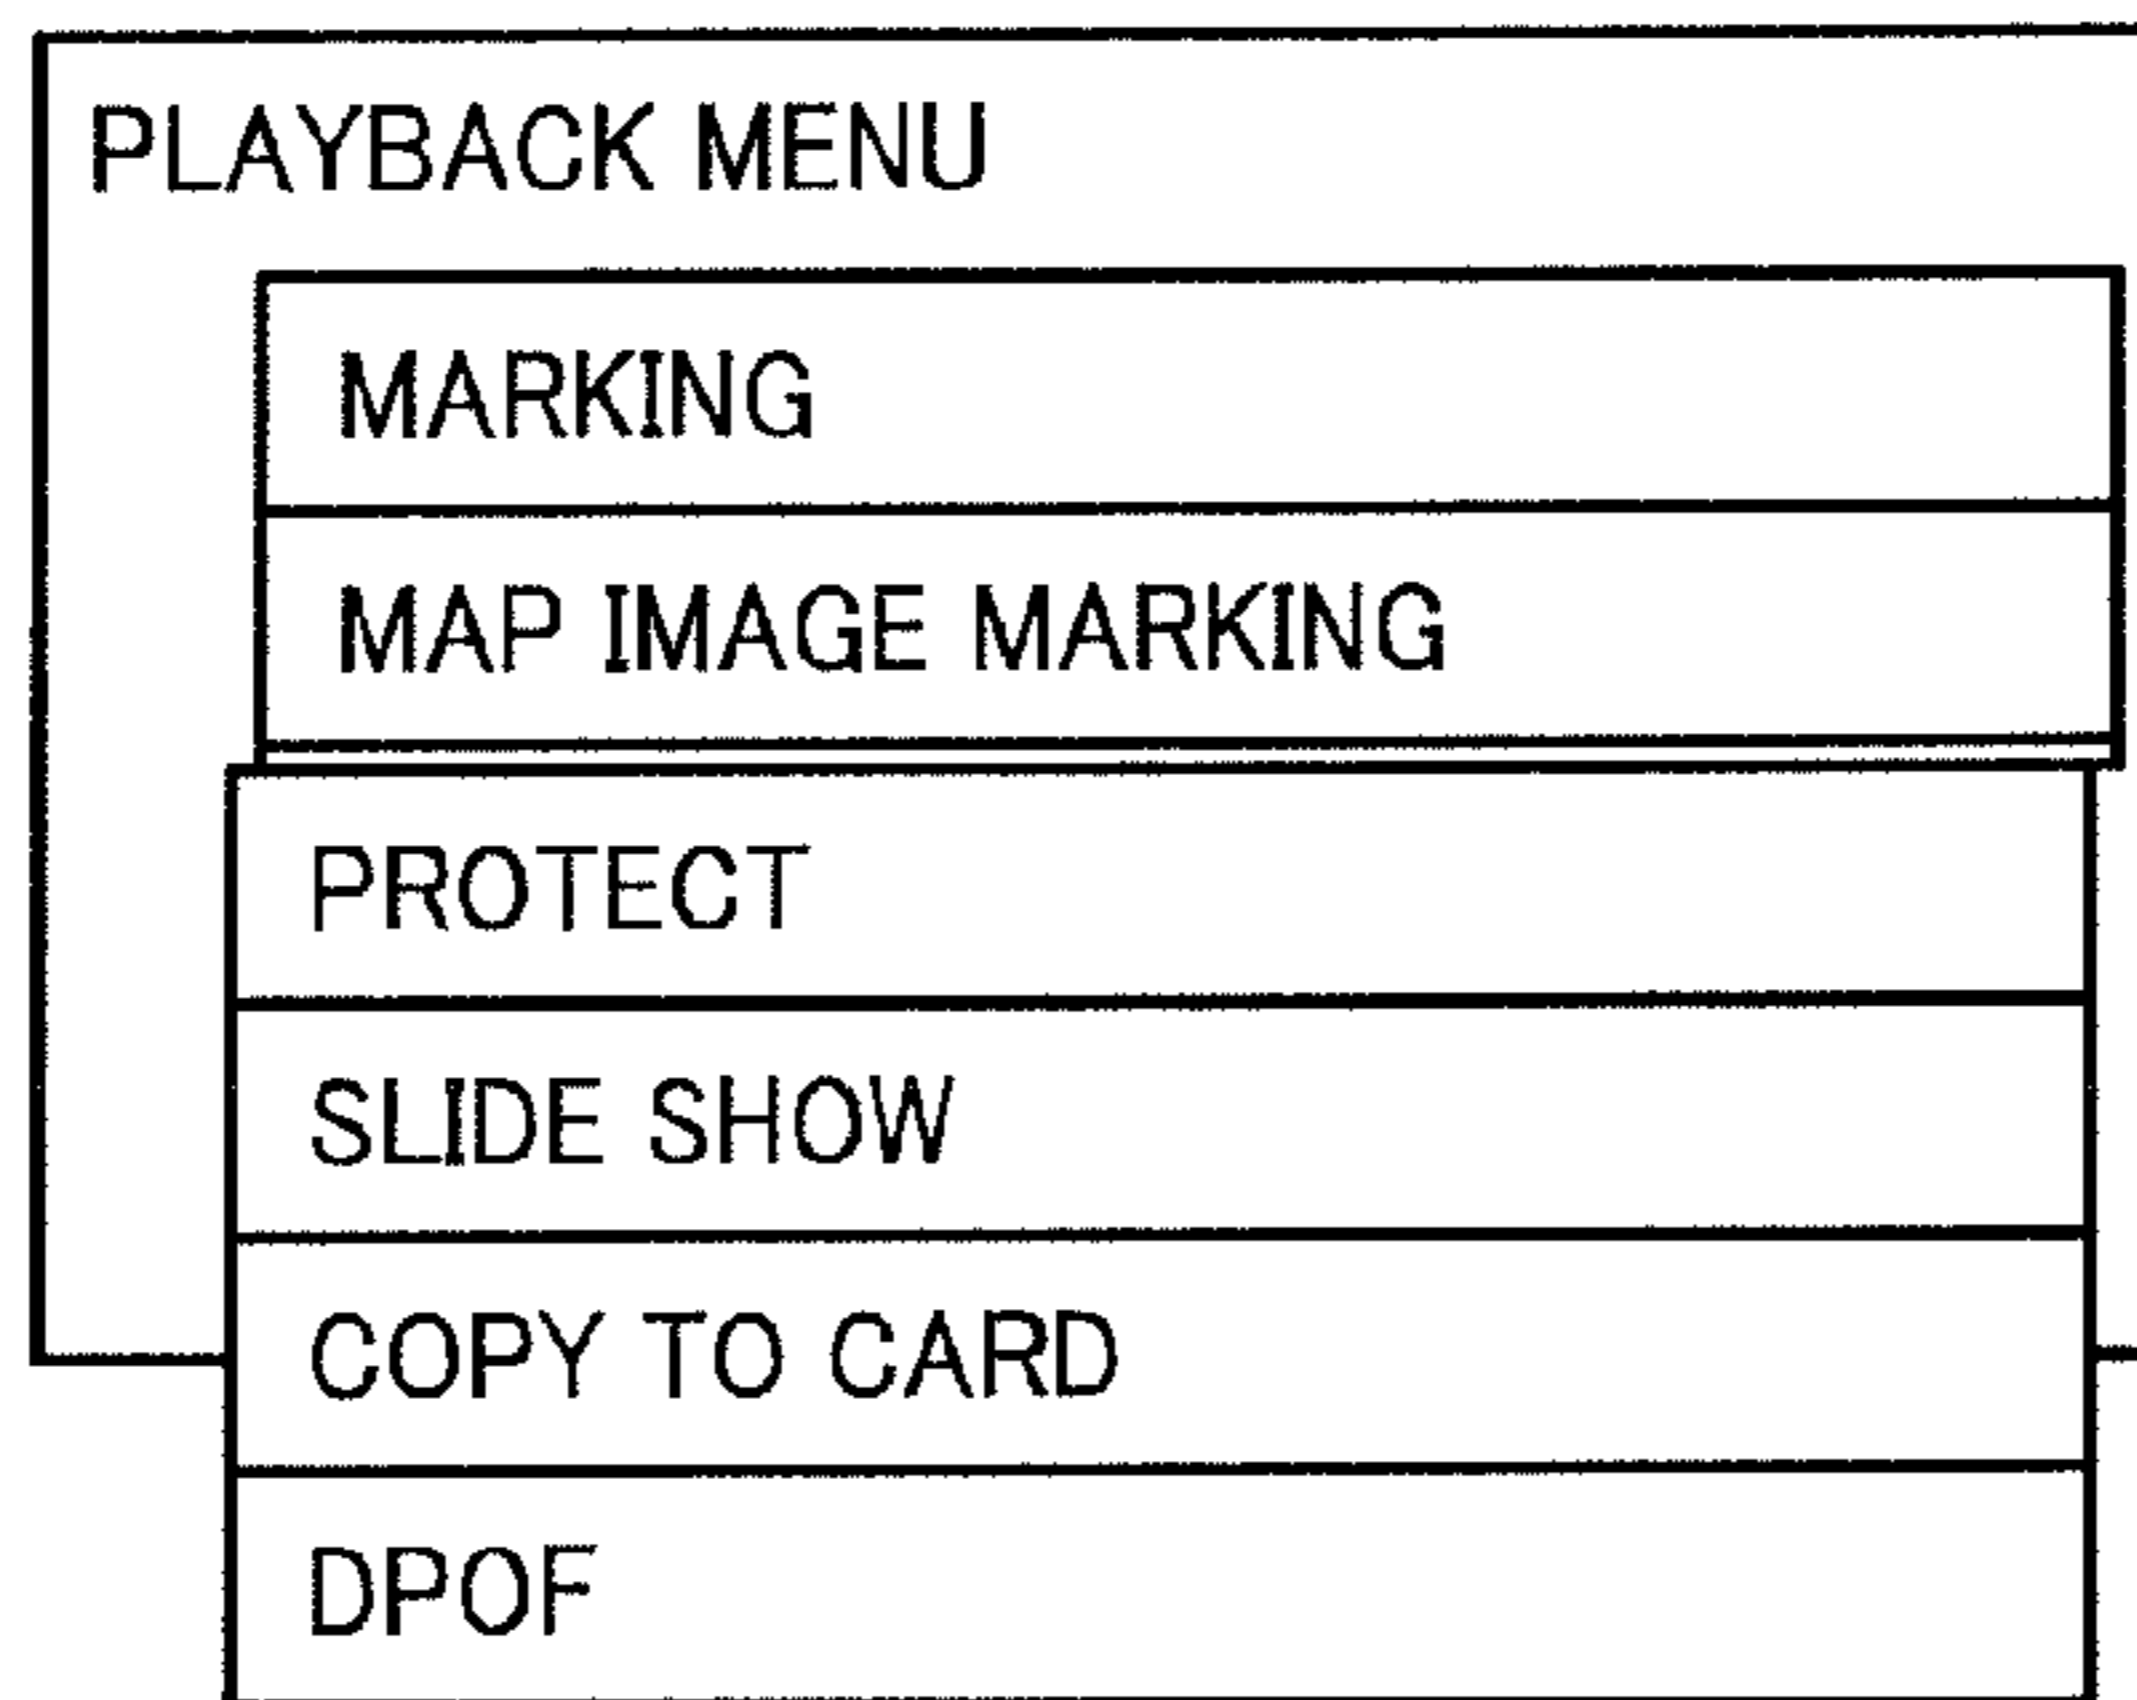 PLAYBACK MENU
MARKING
MAP IMAGE MARKING
PROTECT
SLIDE SHOW
COPY TO CARD
DPOF